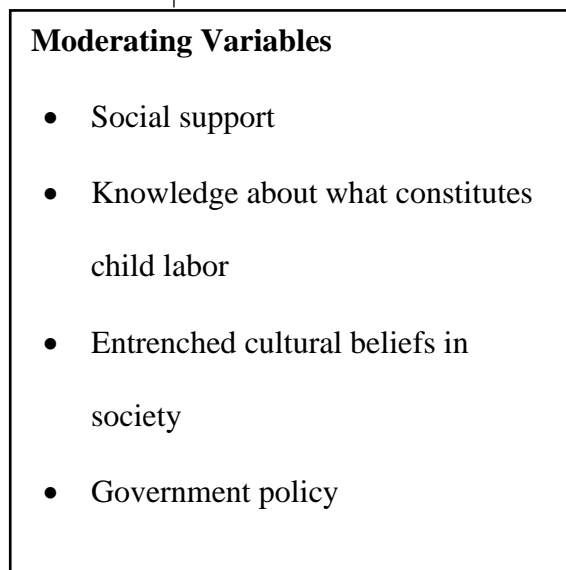 Moderating Variables
• Social support
• Knowledge about what constitutes
child labor
• Entrenched cultural beliefs in
society
• Government policy